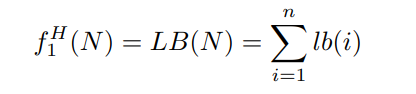 f_1^H(N) = LB(N) = \sum_{i=1}^{n} lb(i)